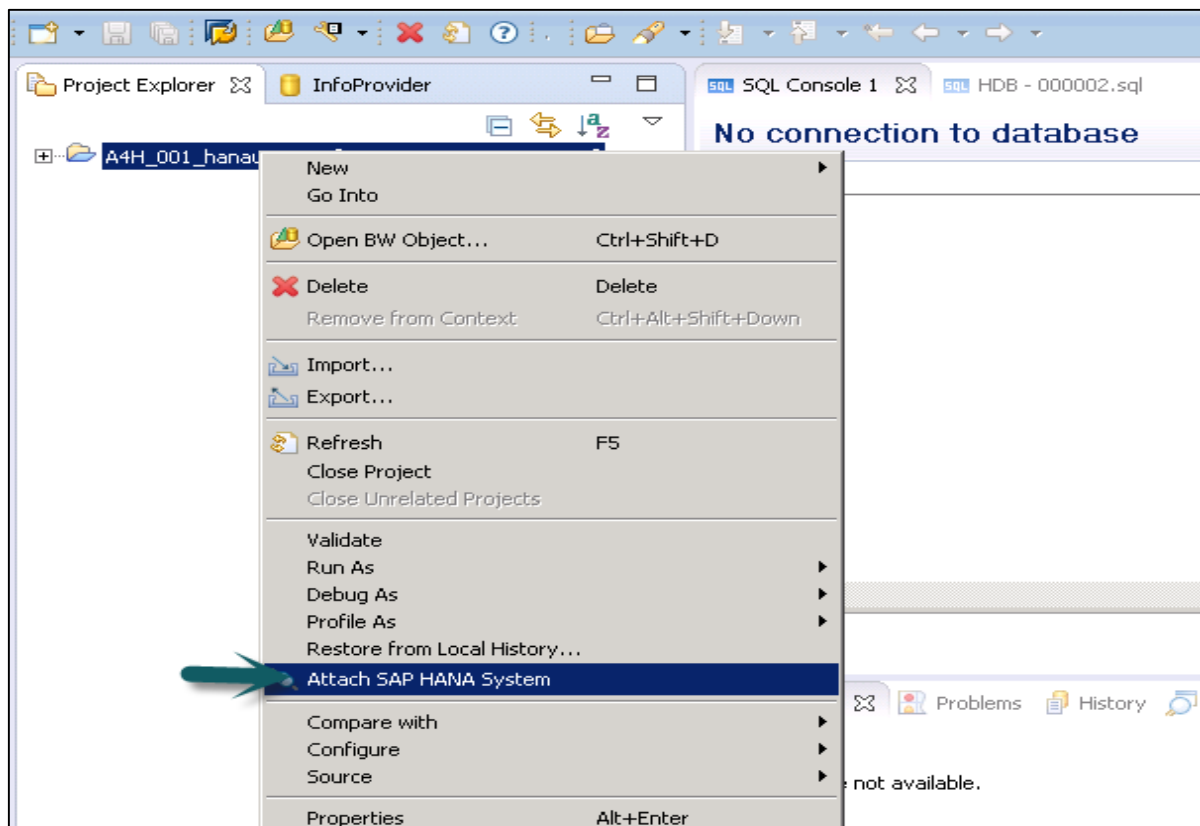 Project Explorer
InfoProvider
SQL Console 1
HDB - 000002.sql
No connection to database
New
Go Into
Open BW Object... Ctrl+Shift+D
Delete Delete
Remove from Context Ctrl+Alt+Shift+Down
Import...
Export...
Refresh F5
Close Project
Close Unrelated Projects
Validate
Run As
Debug As
Profile As
Restore from Local History...
Attach SAP HANA System
Compare with
Configure
Source
Properties Alt+Enter
Problems
History
not available.